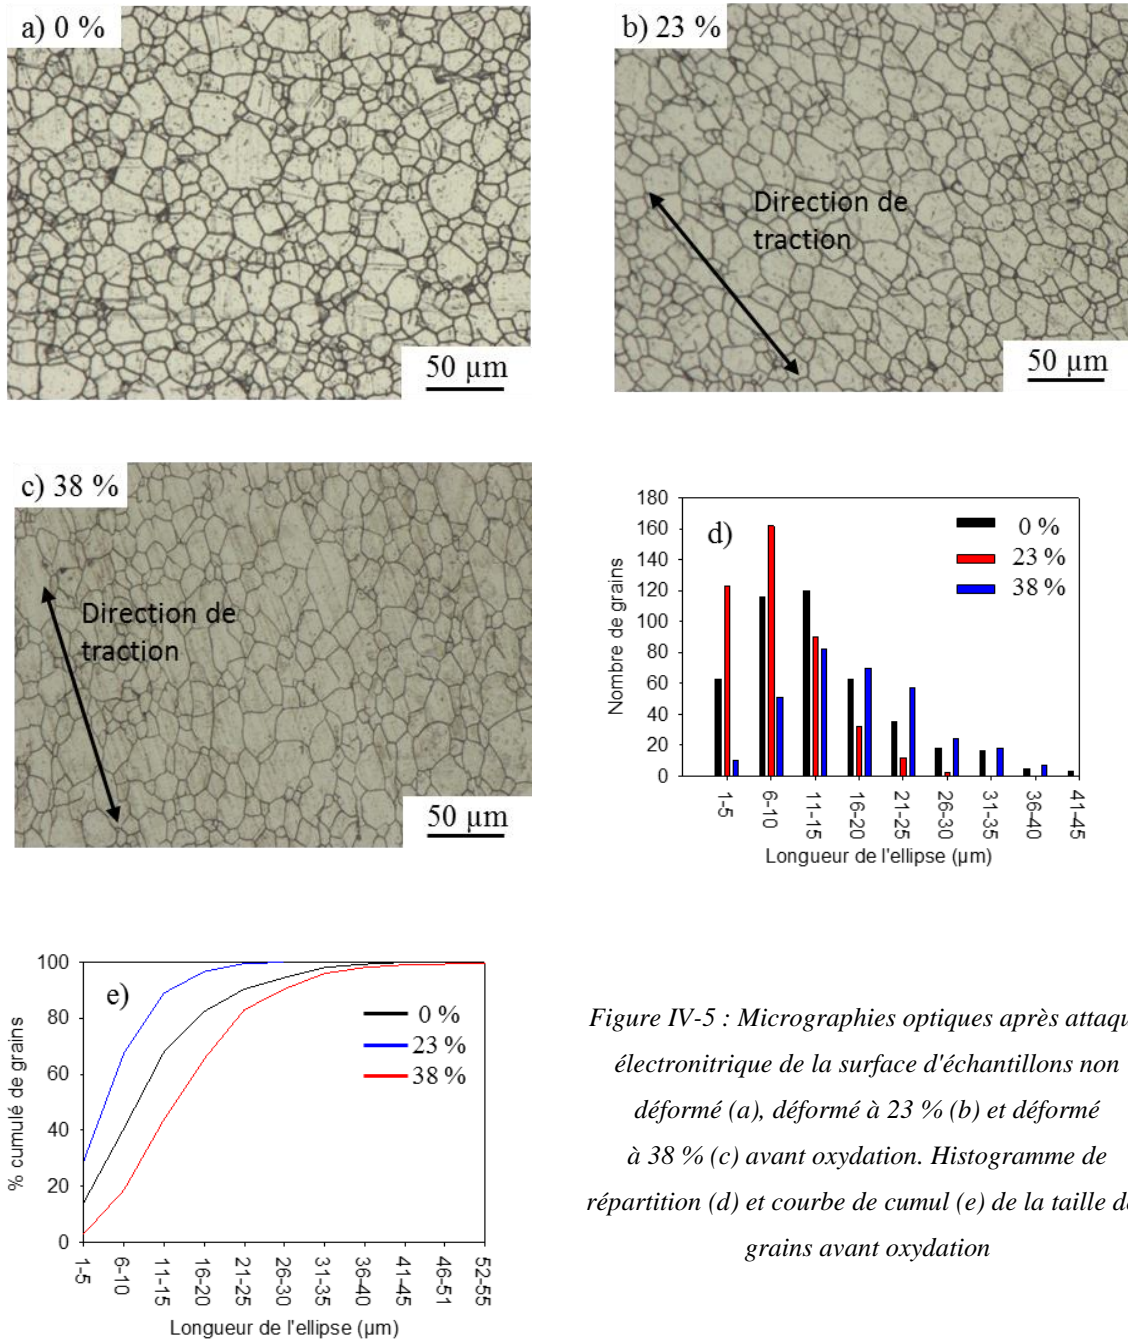 a) 0 %
50 µm
b) 23 %
Direction de
traction
50 µm
c) 38 %
Direction de
traction
50 µm
d)
0 %
23 %
38 %
Nombre de grains
180
160
140
120
100
80
60
40
20
0
1-5
6-10
11-15
16-20
21-25
26-30
31-35
36-40
41-45
Longueur de l'ellipse (µm)
e)
0 %
23 %
38 %
% cumulé de grains
100
80
60
40
20
0
1-5
6-10
11-15
16-20
21-25
26-30
31-35
36-40
41-45
46-51
52-55
Longueur de l'ellipse (µm)
Figure IV-5 : Micrographies optiques après attaqu
électronitrique de la surface d'échantillons non
déformé (a), déformé à 23 % (b) et déformé
à 38 % (c) avant oxydation. Histogramme de
répartition (d) et courbe de cumul (e) de la taille d
grains avant oxydation